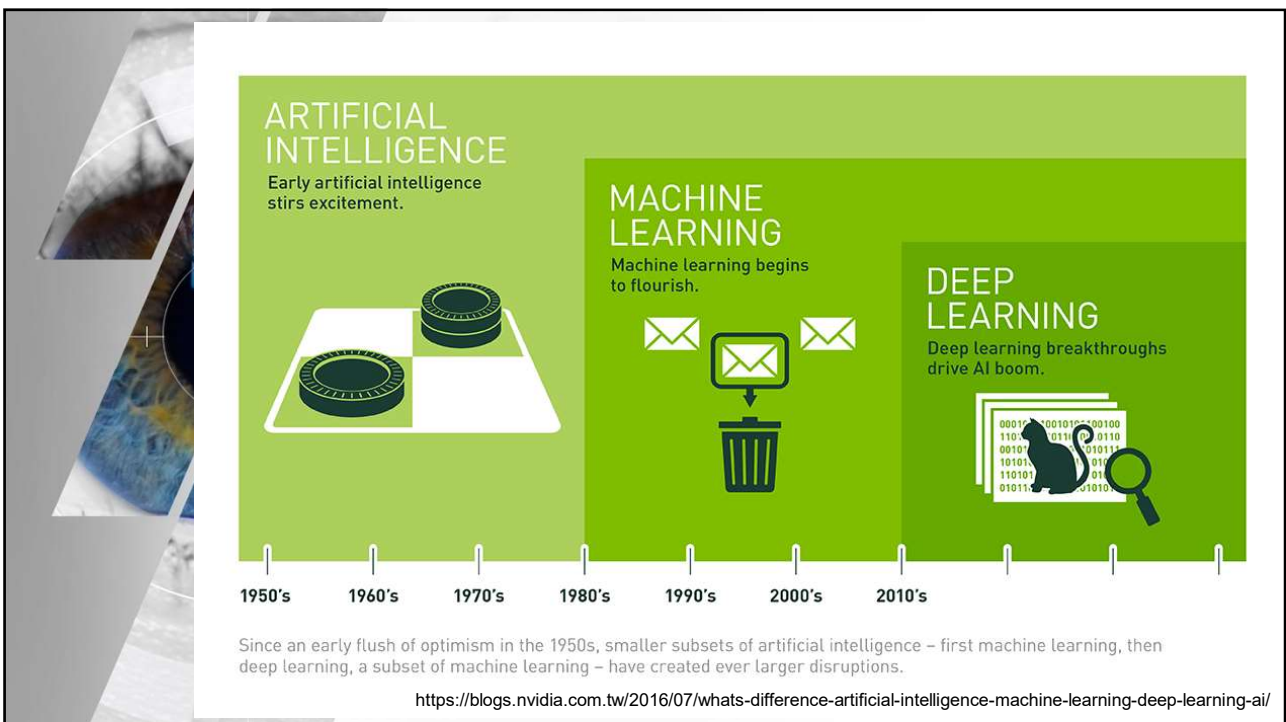 ARTIFICIAL
INTELLIGENCE
Early artificial intelligence
stirs excitement.
MACHINE
LEARNING
Machine learning begins
to flourish.
DEEP
LEARNING
Deep learning breakthroughs
drive AI boom.
1950's 1960's 1970's 1980's 1990's 2000's 2010's
Since an early flush of optimism in the 1950s, smaller subsets of artificial intelligence – first machine learning, then
deep learning, a subset of machine learning – have created ever larger disruptions.
https://blogs.nvidia.com.tw/2016/07/whats-difference-artificial-intelligence-machine-learning-deep-learning-ai/